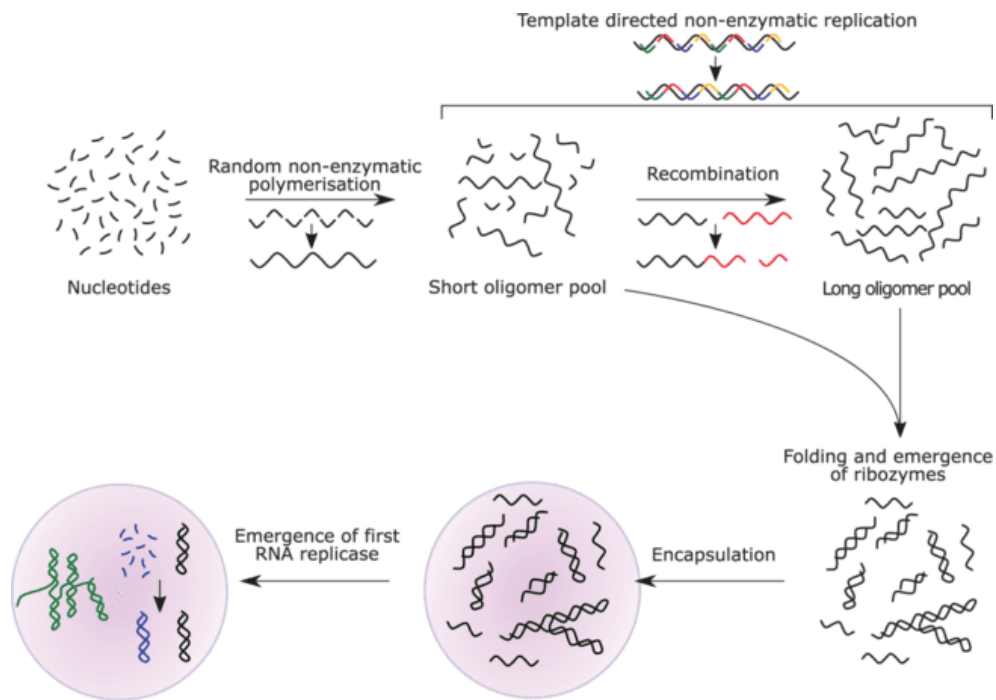 Template directed non-enzymatic replication
Random non-enzymatic
polymerisation
Recombination
Nucleotides
Short oligomer pool
Long oligomer pool
Folding and emergence
of ribozymes
Encapsulation
Emergence of first
RNA replicase